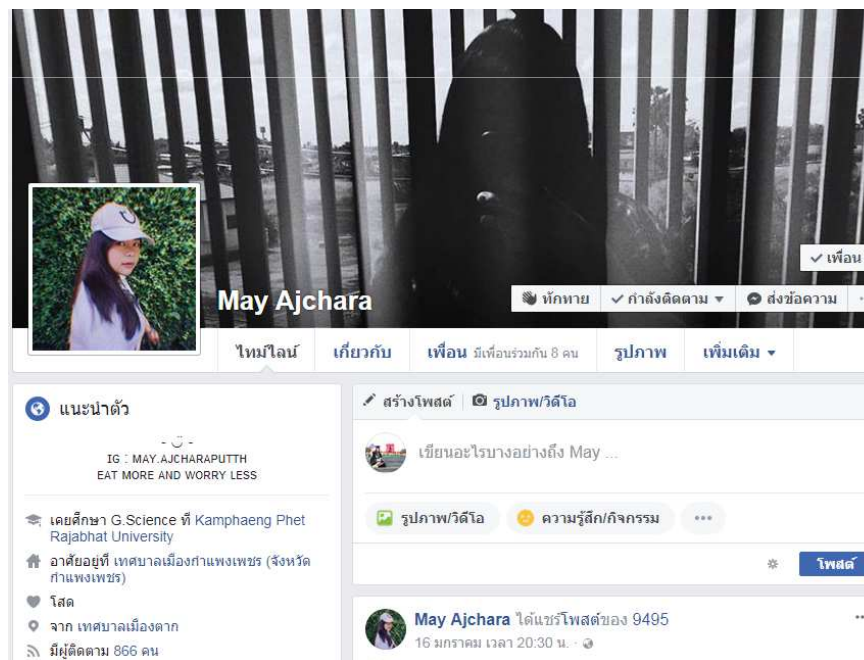 ✓ เพื่อน
May Ajchara
ทักทาย ✓ กำลังติดตาม ▾ ส่งข้อความ
ไทม์ไลน์ เกี่ยวกับ เพื่อน มีเพื่อนร่วมกัน 8 คน รูปภาพ เพิ่มเติม ▾
แนะนำตัว
IG : MAY.AJCHARAPUTTH
EAT MORE AND WORRY LESS
เคยศึกษา G.Science ที่ Kamphaeng Phet
Rajabhat University
อาศัยอยู่ที่ เทศบาลเมืองกำแพงเพชร (จังหวัด
กำแพงเพชร)
โสด
จาก เทศบาลเมืองตาก
มีผู้ติดตาม 866 คน
สร้างโพสต์ รูปภาพ/วิดีโอ
เขียนอะไรบางอย่างถึง May ...
รูปภาพ/วิดีโอ ความรู้สึก/กิจกรรม ...
โพสต์
May Ajchara ได้แชร์โพสต์ของ 9495
16 มกราคม เวลา 20:30 น. ·